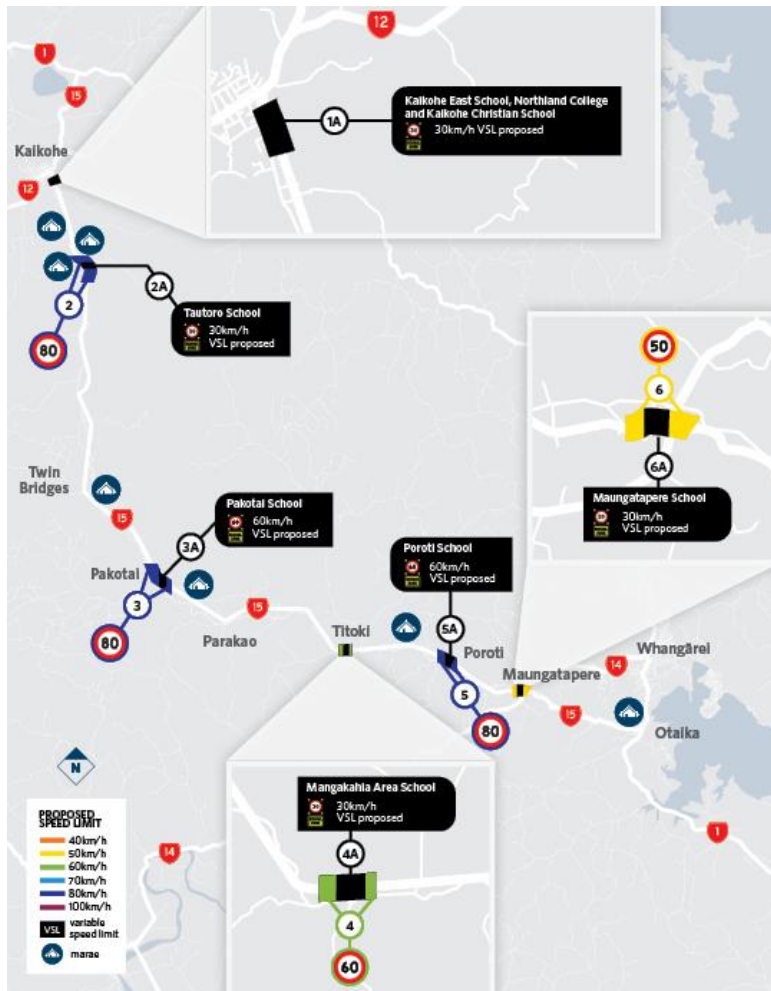 12
1
15
Kaikohe
12
1A
Kaikohe East School, Northland College
and Kaikohe Christian School
30
30km/h VSL proposed
2
2A
80
Tautoro School
30
30km/h
VSL proposed
50
6
6A
Maungatapere School
30
30km/h
VSL proposed
Twin
Bridges
15
Pakotai School
60km/h
VSL proposed
3A
Pakotai
3
80
Parakao
15
Titoki
Poroti School
60km/h
VSL proposed
5A
Poroti
5
80
Maungatapere
14
Whangārei
15
Otaika
1
N
Mangakahia Area School
30
30km/h
VSL proposed
4A
4
60
14
PROPOSED
SPEED LIMIT
40km/h
50km/h
60km/h
70km/h
80km/h
100km/h
VSL
variable
speed limit
marae